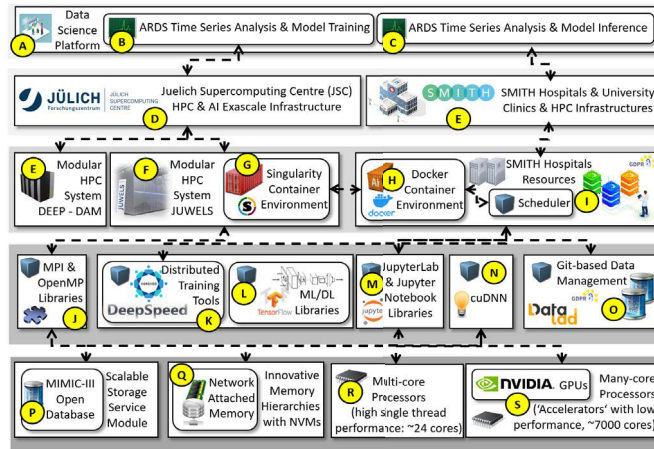 Data
Science
Platform
A
B
ARDS Time Series Analysis & Model Training
C
ARDS Time Series Analysis & Model Inference
JÜLICH
Forschungszentrum
JÜLICH
SUPERCOMPUTING
CENTRE
D
Juelich Supercomputing Centre (JSC)
HPC & AI Exascale Infrastructure
SMITH
E
SMITH Hospitals & University
Clinics & HPC Infrastructures
E
Modular
HPC
System
DEEP - DAM
F
JUWELS
Modular
HPC
System
JUWELS
G
S
Singularity
Container
Environment
AI
H
docker
Docker
Container
Environment
SMITH Hospitals
Resources
Scheduler
GDPR
I
MPI &
OpenMP
Libraries
J
HOROVOD
Distributed
Training
Tools
DeepSpeed
K
L
TensorFlow
ML/DL
Libraries
M
jupyter
JupyterLab
& Jupyter
Notebook
Libraries
N
cuDNN
Git-based Data
Management
GDPR
DataLad
O
P
MIMIC-III
Open
Database
Scalable
Storage
Service
Module
Q
Network
Attached
Memory
Innovative
Memory
Hierarchies
with NVMs
R
Multi-core
Processors
(high single thread
performance: ~24 cores)
NVIDIA. GPUs
S
Many-core
Processors
('Accelerators' with low
performance, ~7000 cores)